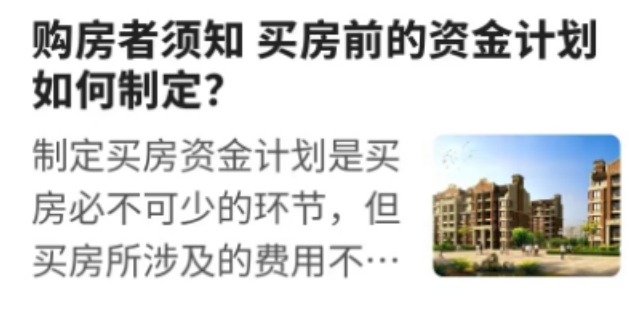 购房者须知 买房前的资金计划
如何制定?
制定买房资金计划是买
房必不可少的环节，但
买房所涉及的费用不…